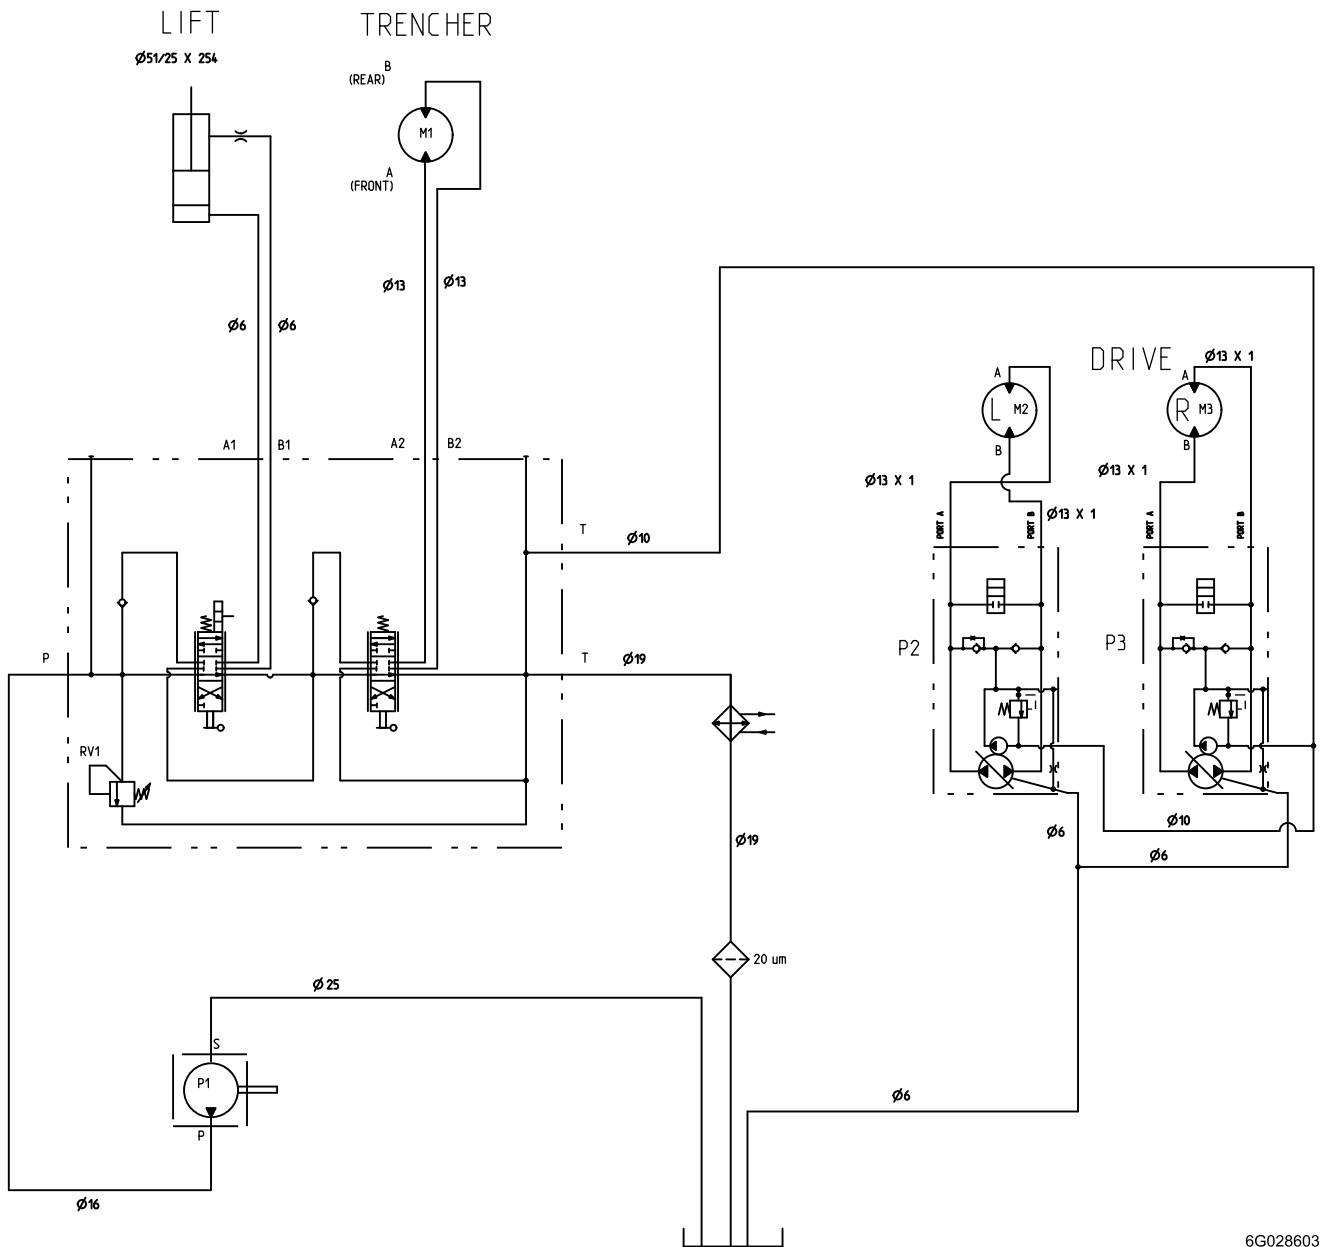 LIFT
TRENCHER
Ø51/25 X 254
B
(REAR)
M1
A
(FRONT)
Ø13
Ø13
Ø6
Ø6
DRIVE
Ø13 X 1
A
A
L M2
R M3
B
B
A1
B1
A2
B2
Ø13 X 1
Ø13 X 1
Ø13 X 1
PORT A
PORT B
PORT A
PORT B
T
Ø10
P2
P3
P
T
Ø19
RV1
Ø19
Ø6
Ø10
Ø6
20 um
Ø 25
S
P1
P
Ø6
Ø16
6G028603